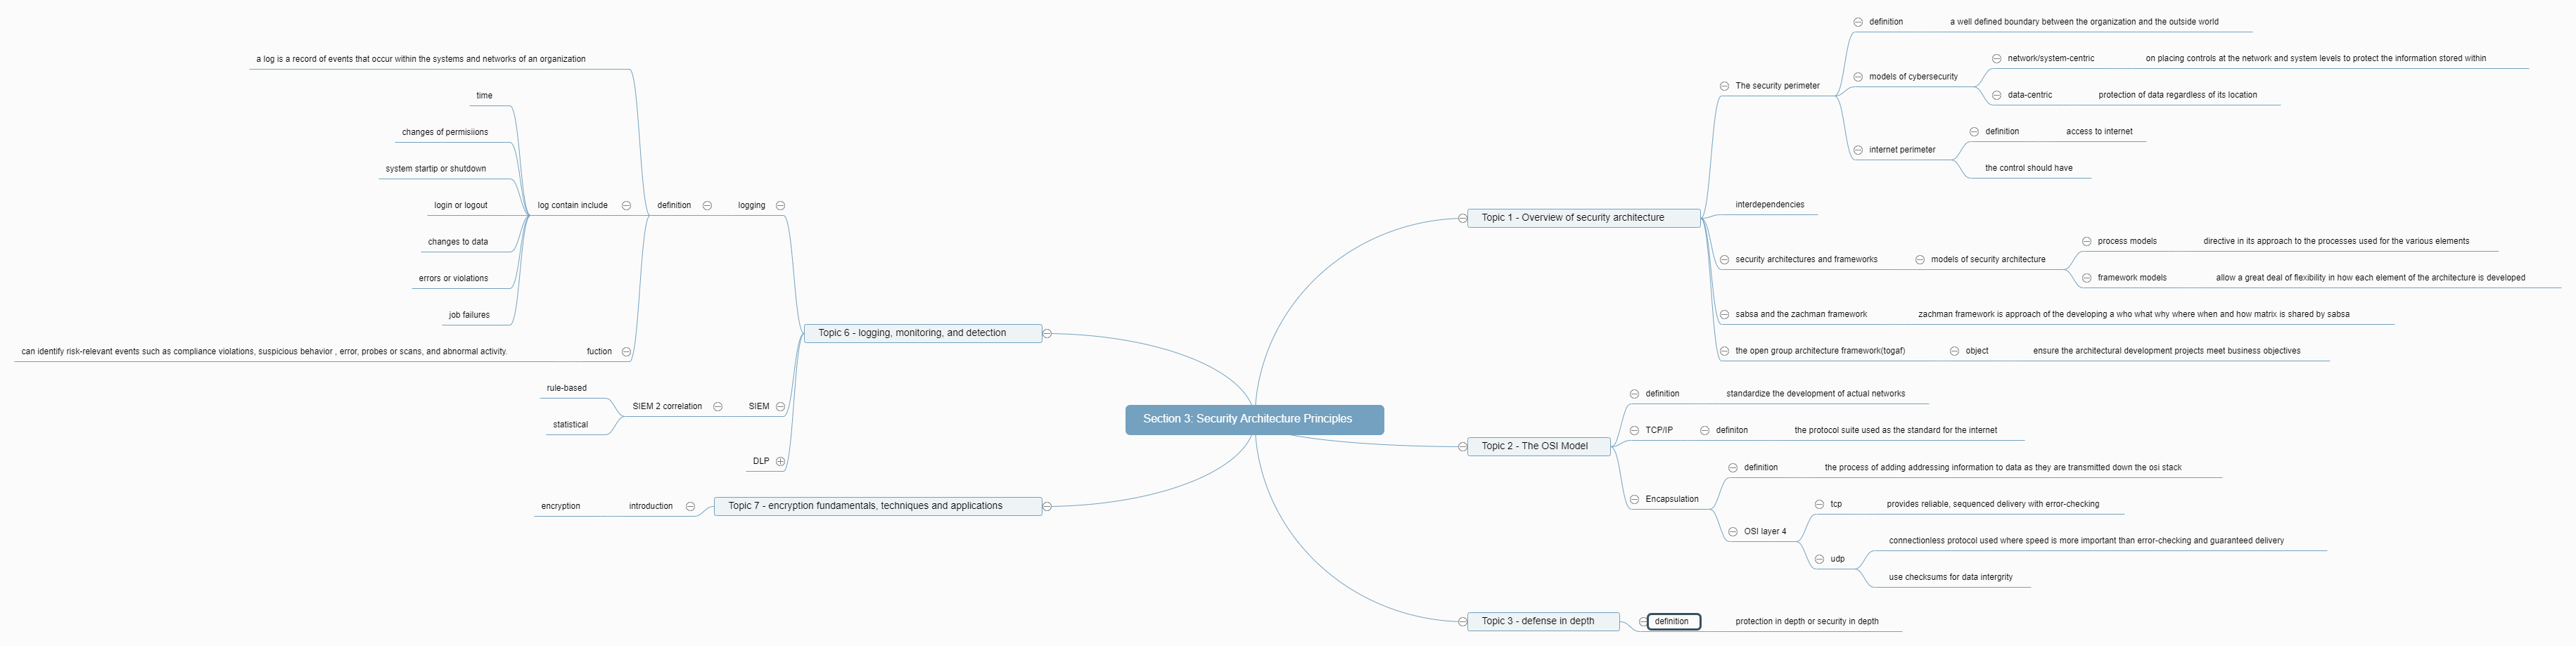 Section 3: Security Architecture Principles
Topic 1 - Overview of security architecture
The security perimeter
definition
a well defined boundary between the organization and the outside world
models of cybersecurity
network/system-centric
on placing controls at the network and system levels to protect the information stored within
data-centric
protection of data regardless of its location
internet perimeter
definition
access to internet
the control should have
interdependencies
security architectures and frameworks
models of security architecture
process models
directive in its approach to the processes used for the various elements
framework models
allow a great deal of flexibility in how each element of the architecture is developed
sabsa and the zachman framework
zachman framework is approach of the developing a who what why where when and how matrix is shared by sabsa
the open group architecture framework(togaf)
object
ensure the architectural development projects meet business objectives
Topic 2 - The OSI Model
definition
standardize the development of actual networks
TCP/IP
definiton
the protocol suite used as the standard for the internet
Encapsulation
definition
the process of adding addressing information to data as they are transmitted down the osi stack
OSI layer 4
tcp
provides reliable, sequenced delivery with error-checking
udp
connectionless protocol used where speed is more important than error-checking and guaranteed delivery
use checksums for data intergrity
Topic 3 - defense in depth
definition
protection in depth or security in depth
Topic 6 - logging, monitoring, and detection
logging
definition
a log is a record of events that occur within the systems and networks of an organization
log contain include
time
changes of permisiions
system startip or shutdown
login or logout
changes to data
errors or violations
job failures
fuction
can identify risk-relevant events such as compliance violations, suspicious behavior , error, probes or scans, and abnormal activity.
SIEM
SIEM 2 correlation
rule-based
statistical
DLP
Topic 7 - encryption fundamentals, techniques and applications
introduction
encryption